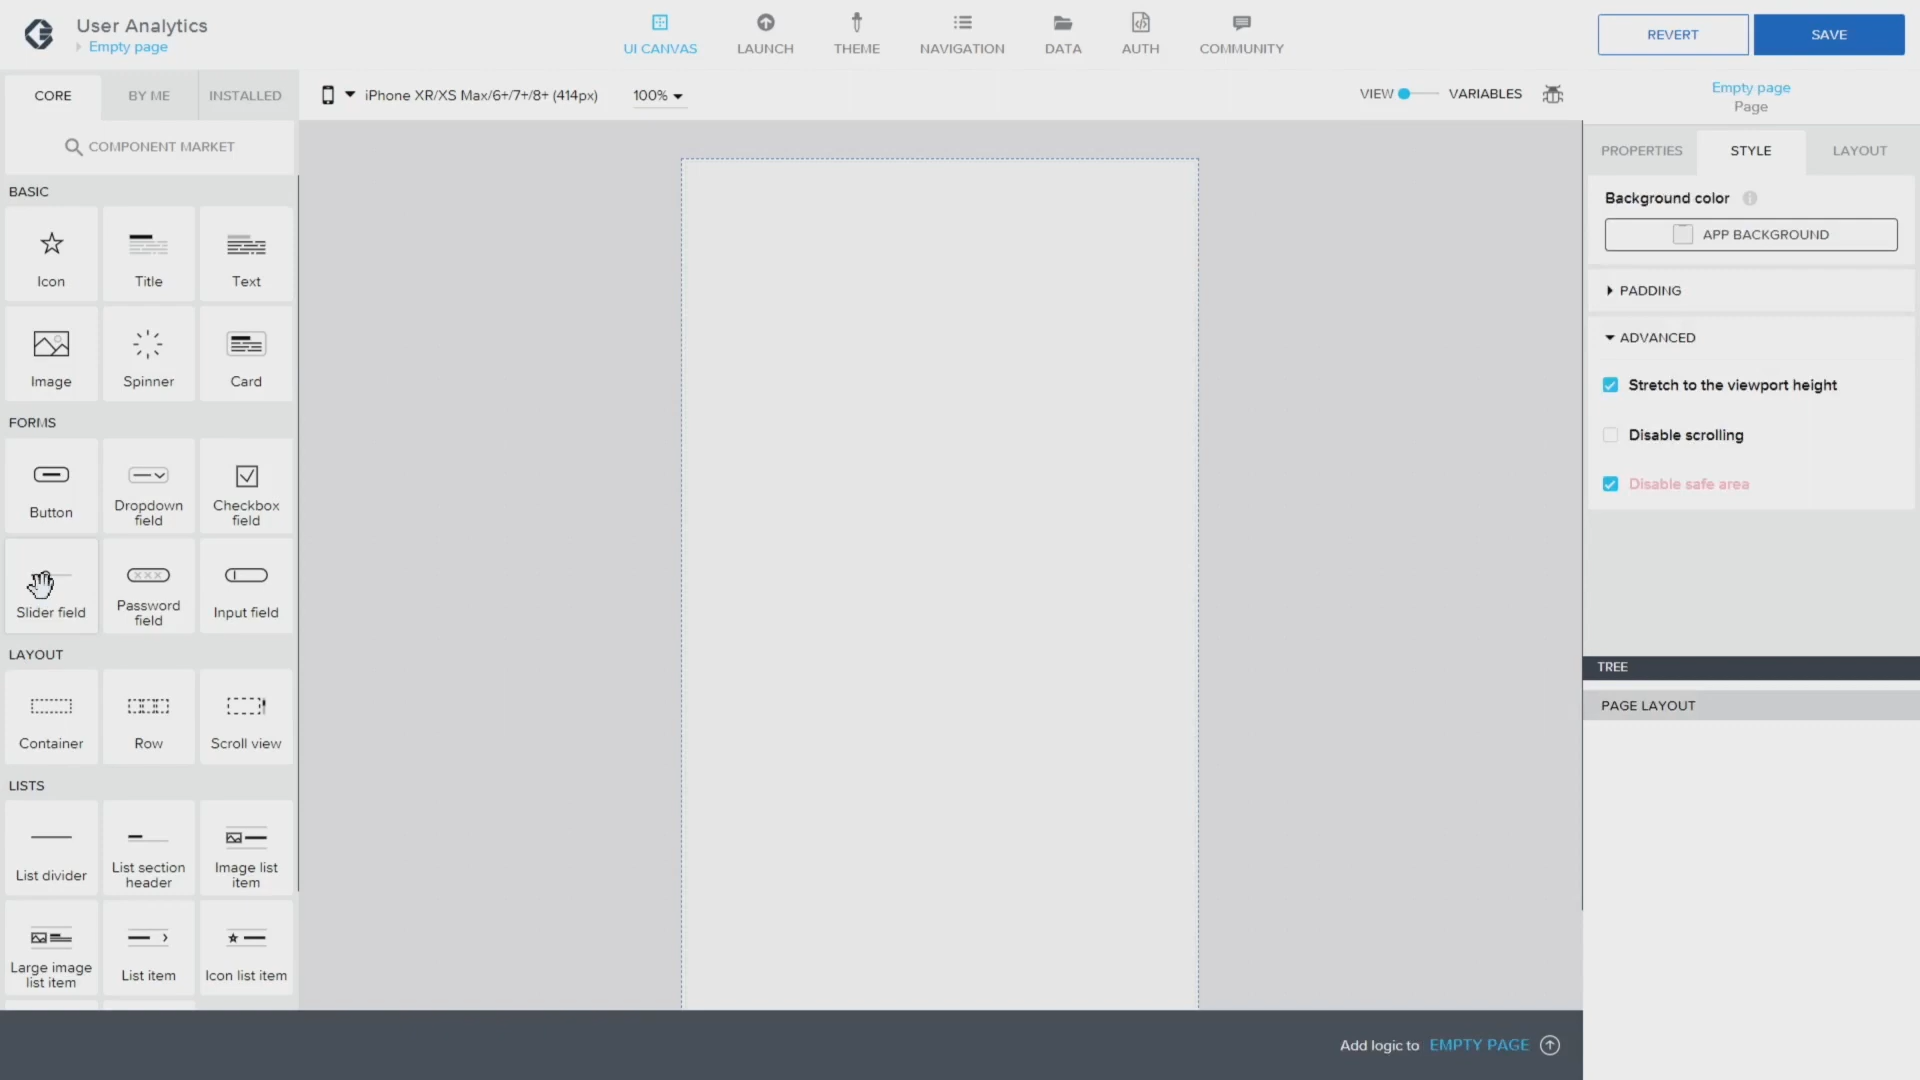 User Analytics
Empty page
UI CANVAS
LAUNCH
THEME
NAVIGATION
DATA
AUTH
COMMUNITY
REVERT
SAVE
CORE
BY ME
INSTALLED
iPhone XR/XS Max/6+/7+/8+ (414px)
100%
VIEW
VARIABLES
Empty page
Page
COMPONENT MARKET
PROPERTIES
STYLE
LAYOUT
BASIC
Icon
Title
Text
Image
Spinner
Card
FORMS
Button
Dropdown
field
Checkbox
field
Slider field
Password
field
Input field
LAYOUT
Container
Row
Scroll view
LISTS
List divider
List section
header
Image list
item
Large image
list item
List item
Icon list item
Background color
APP BACKGROUND
PADDING
ADVANCED
Stretch to the viewport height
Disable scrolling
Disable safe area
TREE
PAGE LAYOUT
Add logic to EMPTY PAGE